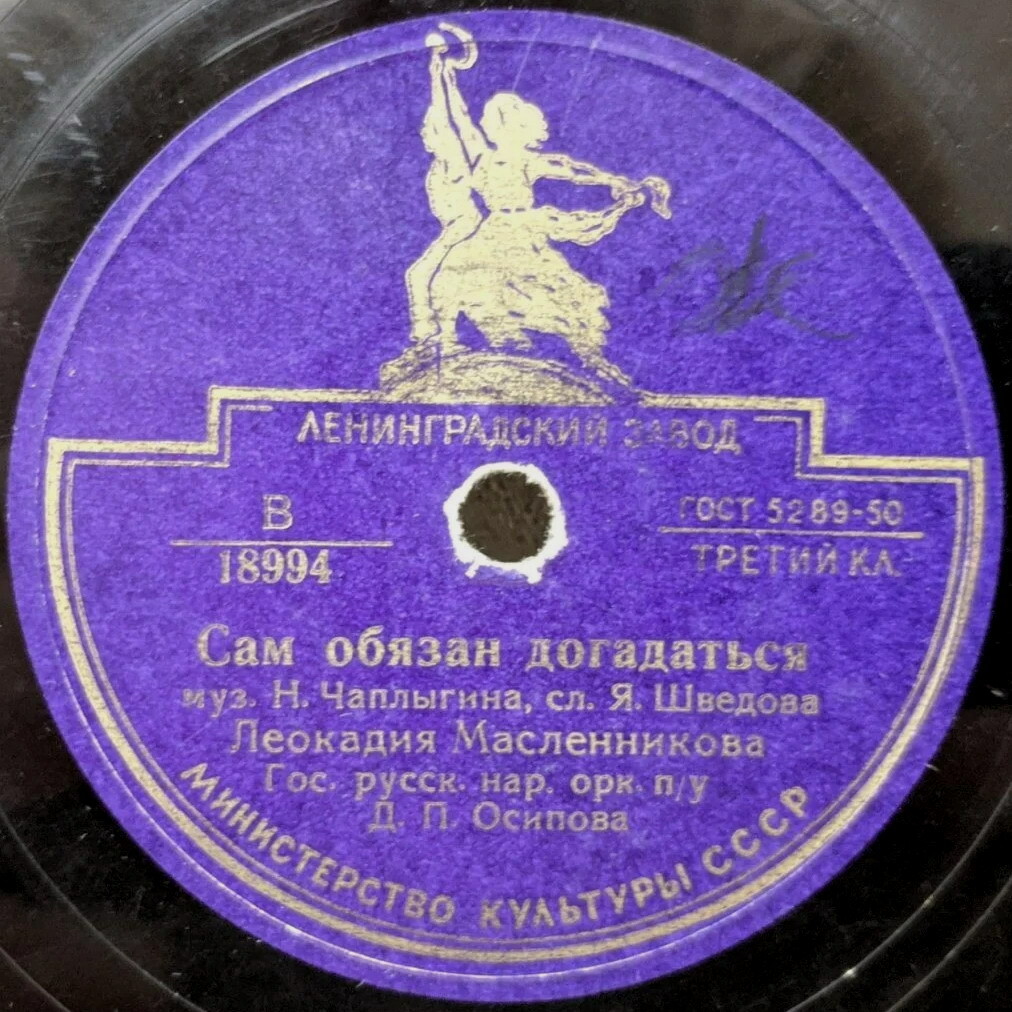 ЛЕНИНГРАДСКИЙ ЗАВОД
В
18994
ГОСТ 5289-50
ТРЕТИЙ КЛ.
Сам обязан догадаться
муз. Н. Чаплыгина, сл. Я. Шведова
Леокадия Масленникова
Гос. русск. нар. орк. п/у
Д. П. Осипова
МИНИСТЕРСТВО КУЛЬТУРЫ СССР